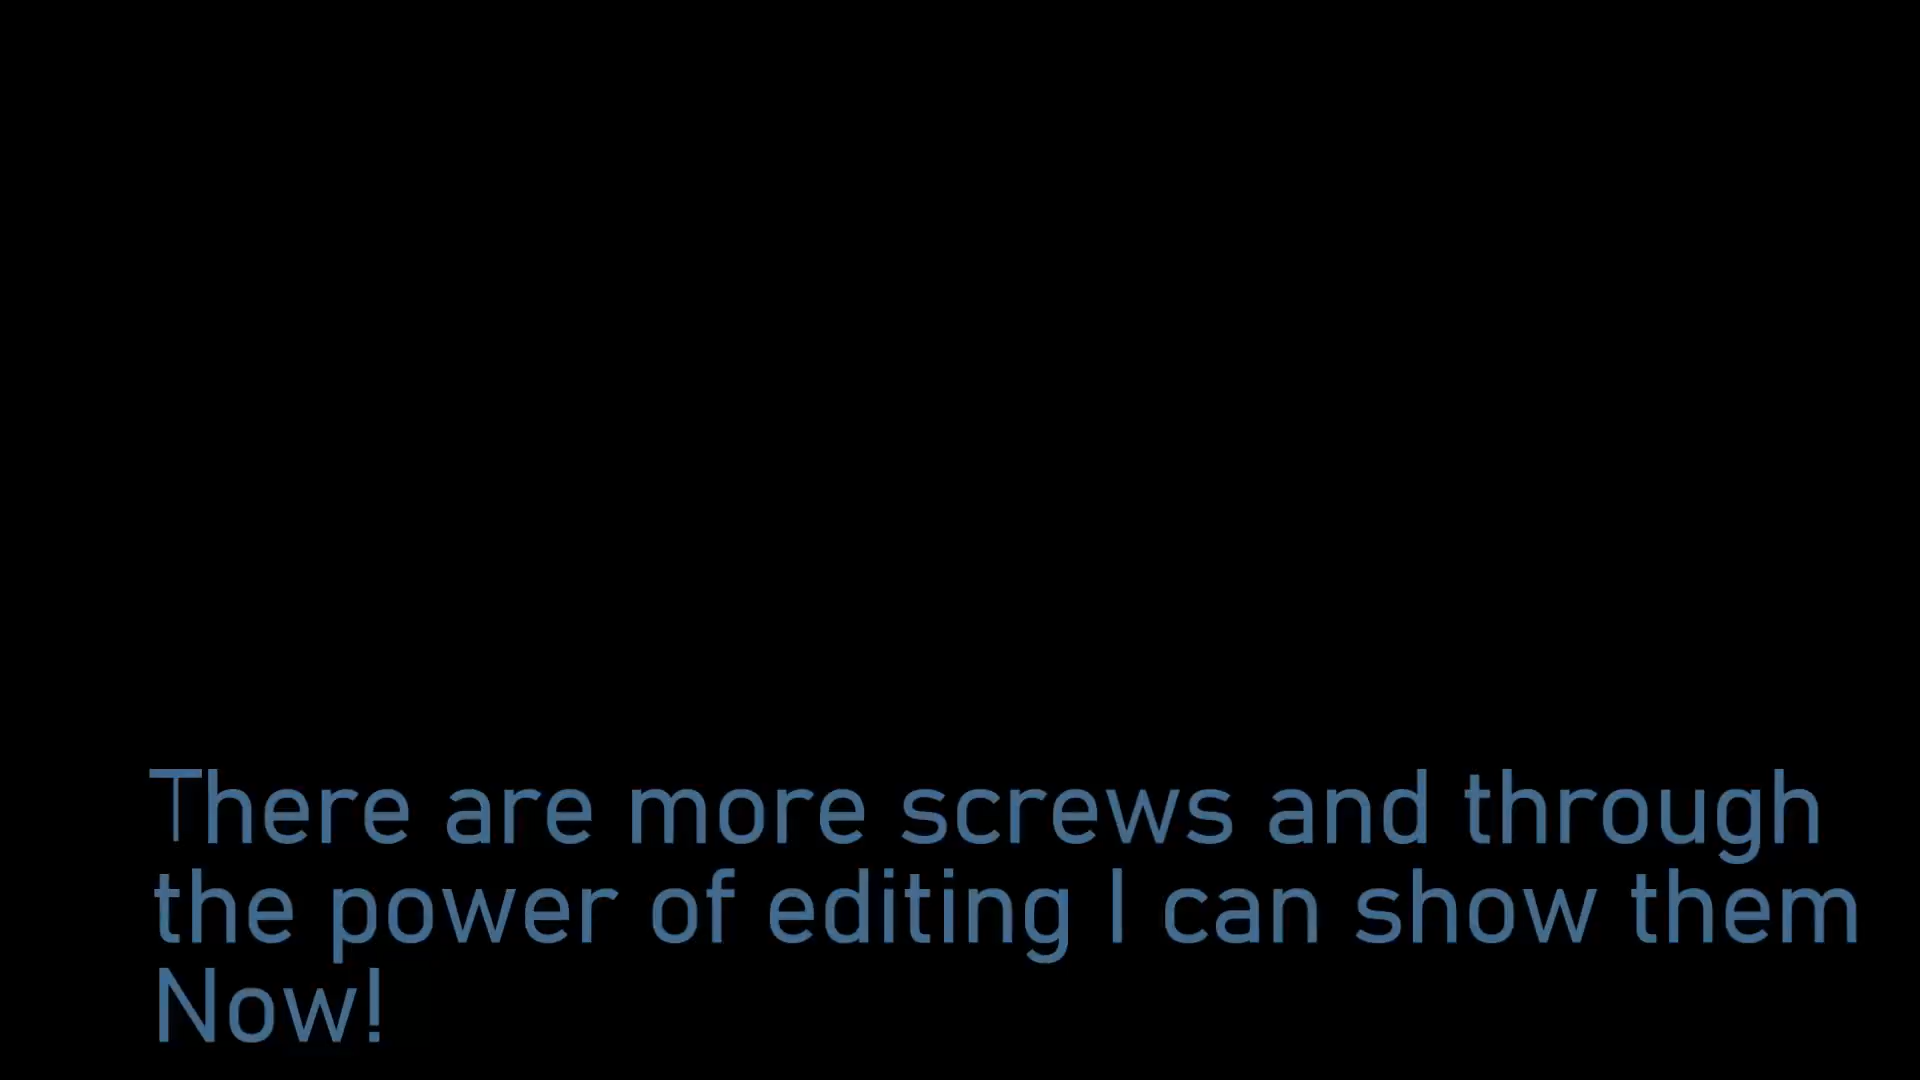 There are more screws and through
the power of editing I can show them
Now!